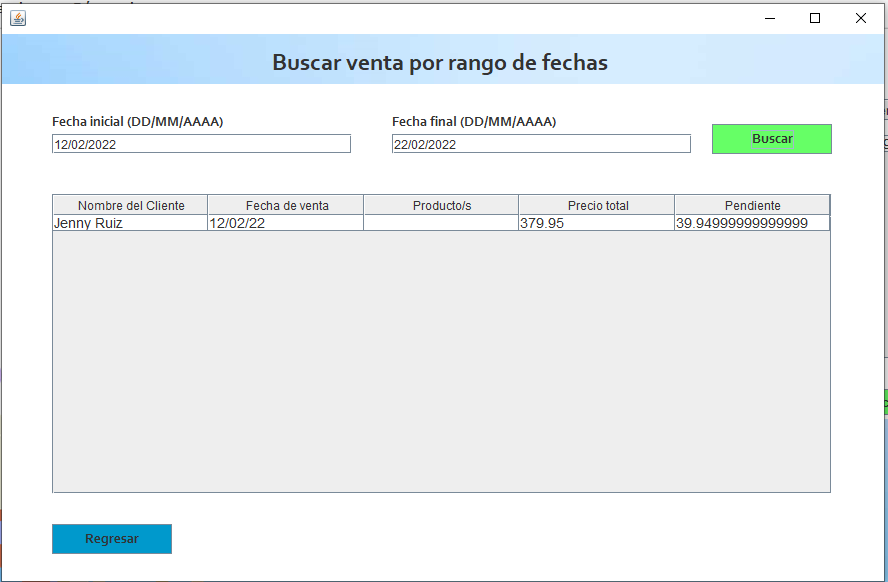 Buscar venta por rango de fechas
Fecha inicial (DD/MM/AAAA) Fecha final (DD/MM/AAAA)
12/02/2022 22/02/2022 Buscar
Nombre del Cliente Fecha de venta Producto/s Precio total Pendiente
Jenny Ruiz 12/02/22 379.95 39.94999999999999
Regresar